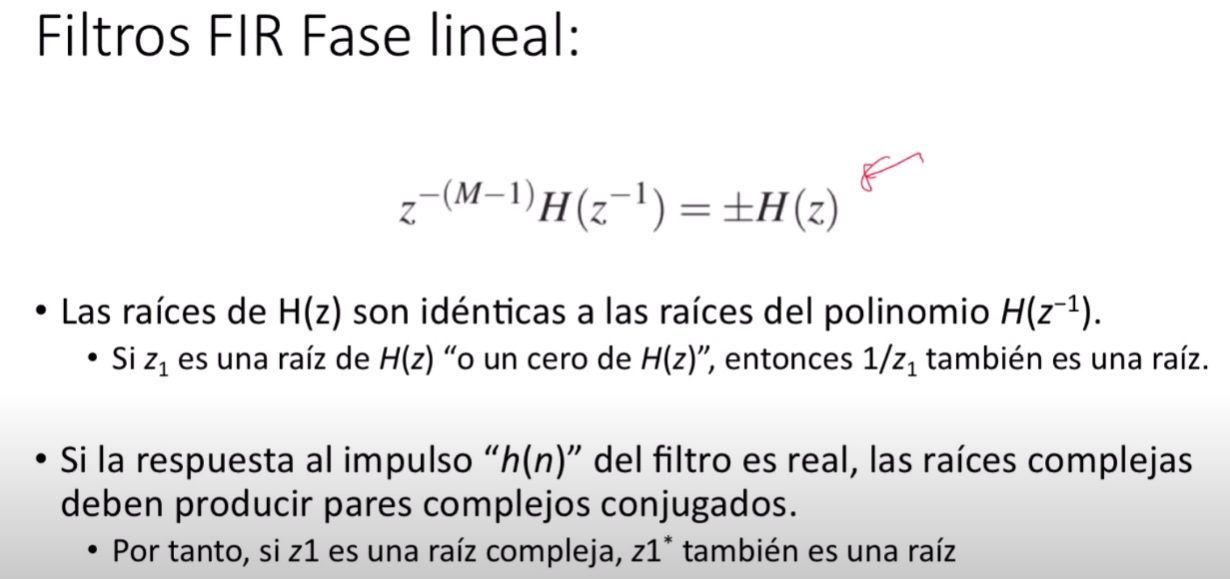 Filtros FIR Fase lineal:
z⁻⁽ᴹ⁻¹⁾H(z⁻¹) = ±H(z)
• Las raíces de H(z) son idénticas a las raíces del polinomio H(z⁻¹).
• Si z₁ es una raíz de H(z) “o un cero de H(z)”, entonces 1/z₁ también es una raíz.
• Si la respuesta al impulso “h(n)” del filtro es real, las raíces complejas
deben producir pares complejos conjugados.
• Por tanto, si z1 es una raíz compleja, z1* también es una raíz